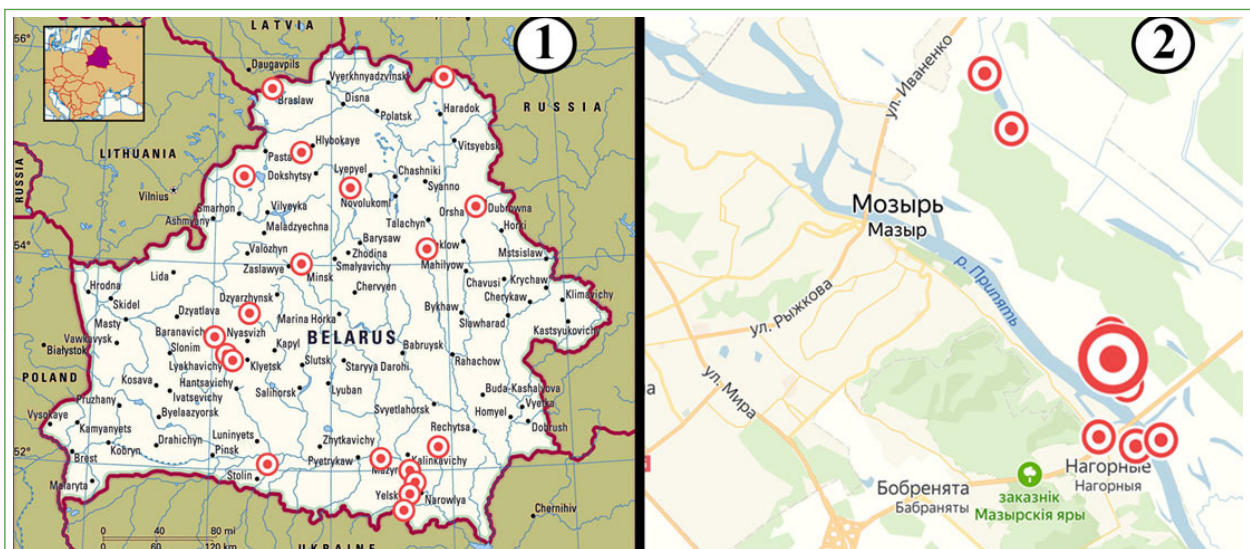 1
2
LATVIA
56°
Daugavpils
Vyerkhnyadzvinsk
Braslaw
Disna
Haradok
Polatsk
RUSSIA
LITHUANIA
Hlybokaye
Vitsyebsk
Pasta
RUSSIA
Dokshytsy
Lyepyel
Chashniki
Syanno
Vilnius
Novolukoml
Smarhon
Vilyeyka
Orsha
Dubrowna
Ashmyany
Maladzyechna
Talachyn
Horki
Barysaw
54°
Valozhyn
Zhodina
klow
Mstsislaw
Lida
Zaslawye
Smalyavichy
Mahilyow
Minsk
Hrodna
Chervyen
Chavusi
Krychaw
Skidel
Dzyarzhynsk
Cherykaw
Klimavichy
Masty
Dzyatlava
Marina Horka
Bykhaw
Slawharad
Baranavichy
Nyasvizh
BELARUS
Kastsyukovichy
Vawkavysk
Białystok
Slonim
Kapyl
Babruysk
Lyakhavichy
Klyetsk
Slutsk
Rahachow
POLAND
Staryya Darohi
Kosava
Hantsavichy
Ivatsevichy
Salihorsk
Lyuban
Buda-Kashalyova
Pruzhany
Svyetlahorsk
Vysokaye
Byelaazyorsk
Homyel
Vyetka
Kamyanyets
Rechytsa
Dobrush
Drahichyn
Luninyets
Zhytkavichy
Kobryn
Pinsk
52°
Brest
Pyetrykaw
Kalinkavichy
Mazyr
Malaryta
Stolin
Yelsk
Narowlya
Chernihiv
0 40 80 mi
0 60 120 km
UKRAINE
ул. Иваненко
Мозырь
Мазыр
р. Припять
ул. Рыжкова
ул. Мира
а
Нагорные
Нагорныя
Бобренята
Бабраняты
заказнік
Мазырскія яры